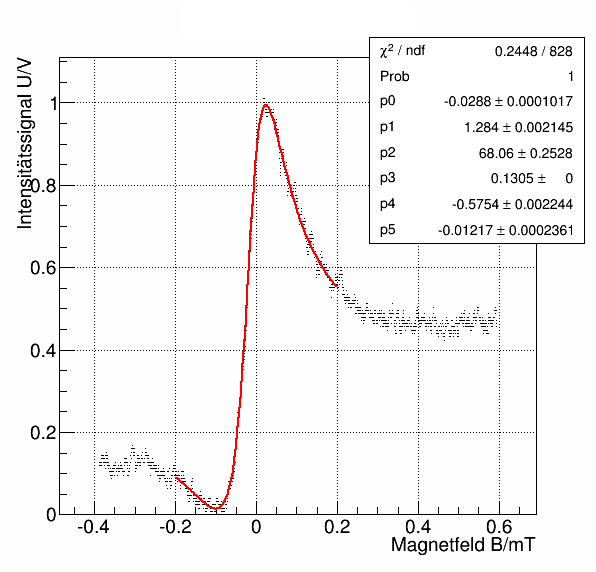 χ² / ndf 0.2448 / 828
Prob 1
p0 -0.0288 ± 0.0001017
p1 1.284 ± 0.002145
p2 68.06 ± 0.2528
p3 0.1305 ± 0
p4 -0.5754 ± 0.002244
p5 -0.01217 ± 0.0002361
Intensitätssignal U/V
1
0.8
0.6
0.4
0.2
0
-0.4 -0.2 0 0.2 0.4 0.6
Magnetfeld B/mT